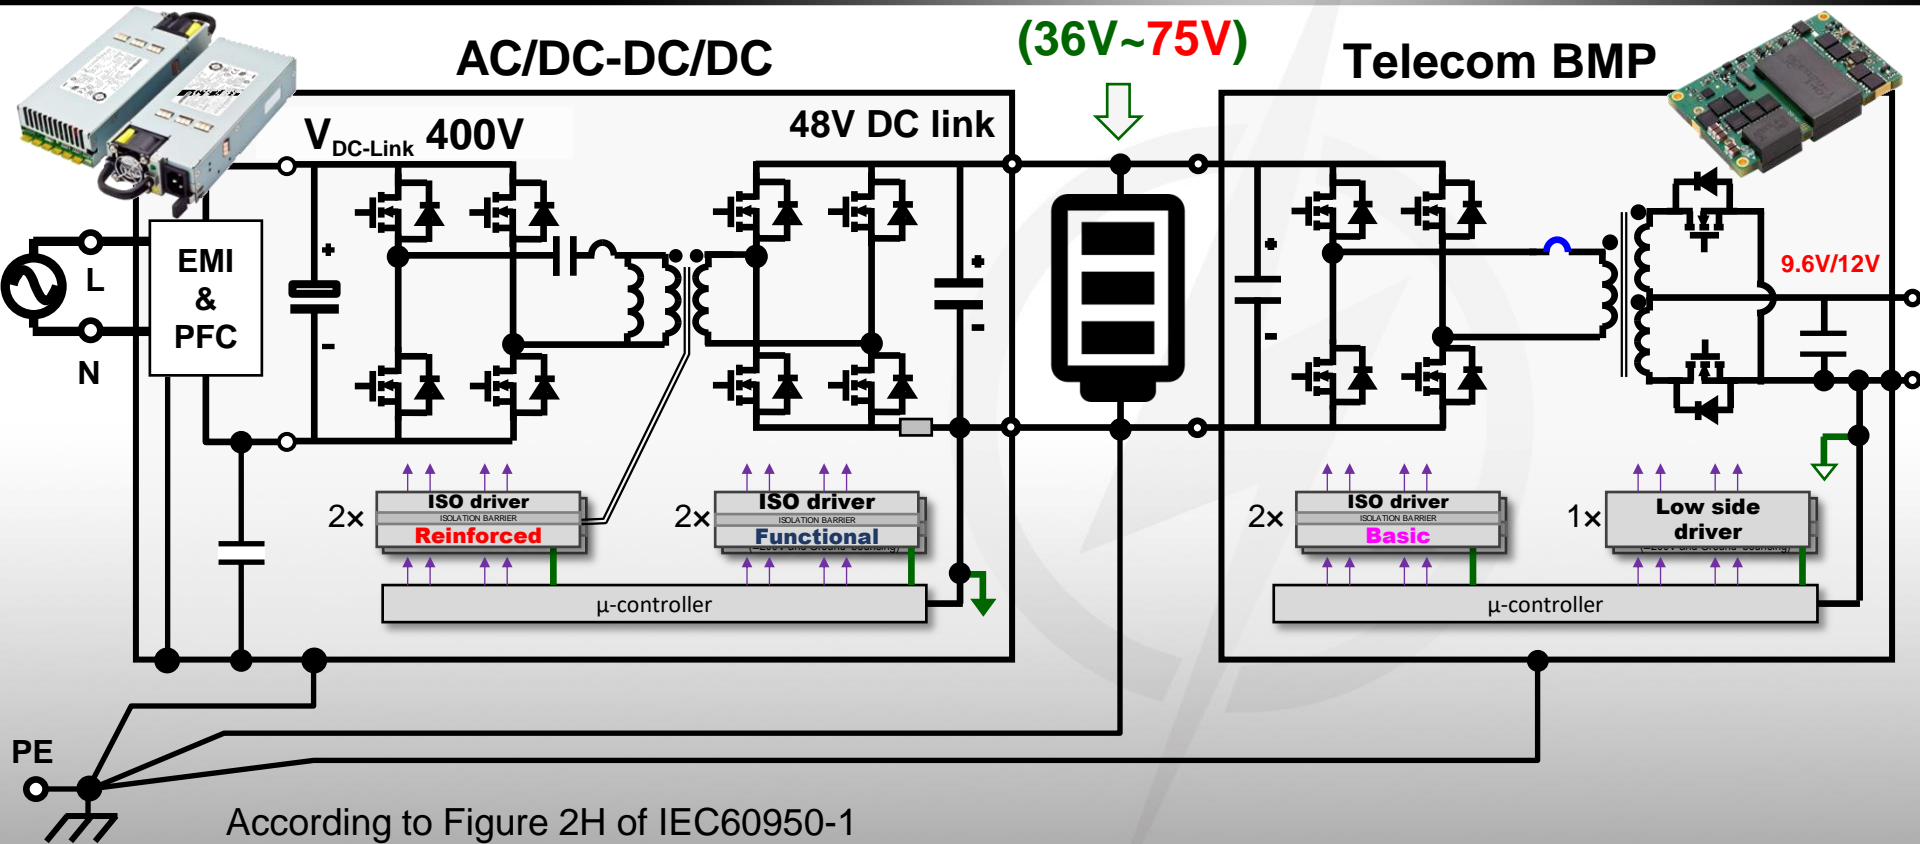 AC/DC-DC/DC
(36V~75V)
Telecom BMP
VDC-Link 400V
48V DC link
EMI
&
PFC
L
N
+
-
+
-
+
-
9.6V/12V
2×
ISO driver
ISOLATION BARRIER
Reinforced
2×
ISO driver
ISOLATION BARRIER
Functional
2×
ISO driver
ISOLATION BARRIER
Basic
1×
Low side
driver
µ-controller
µ-controller
PE
According to Figure 2H of IEC60950-1